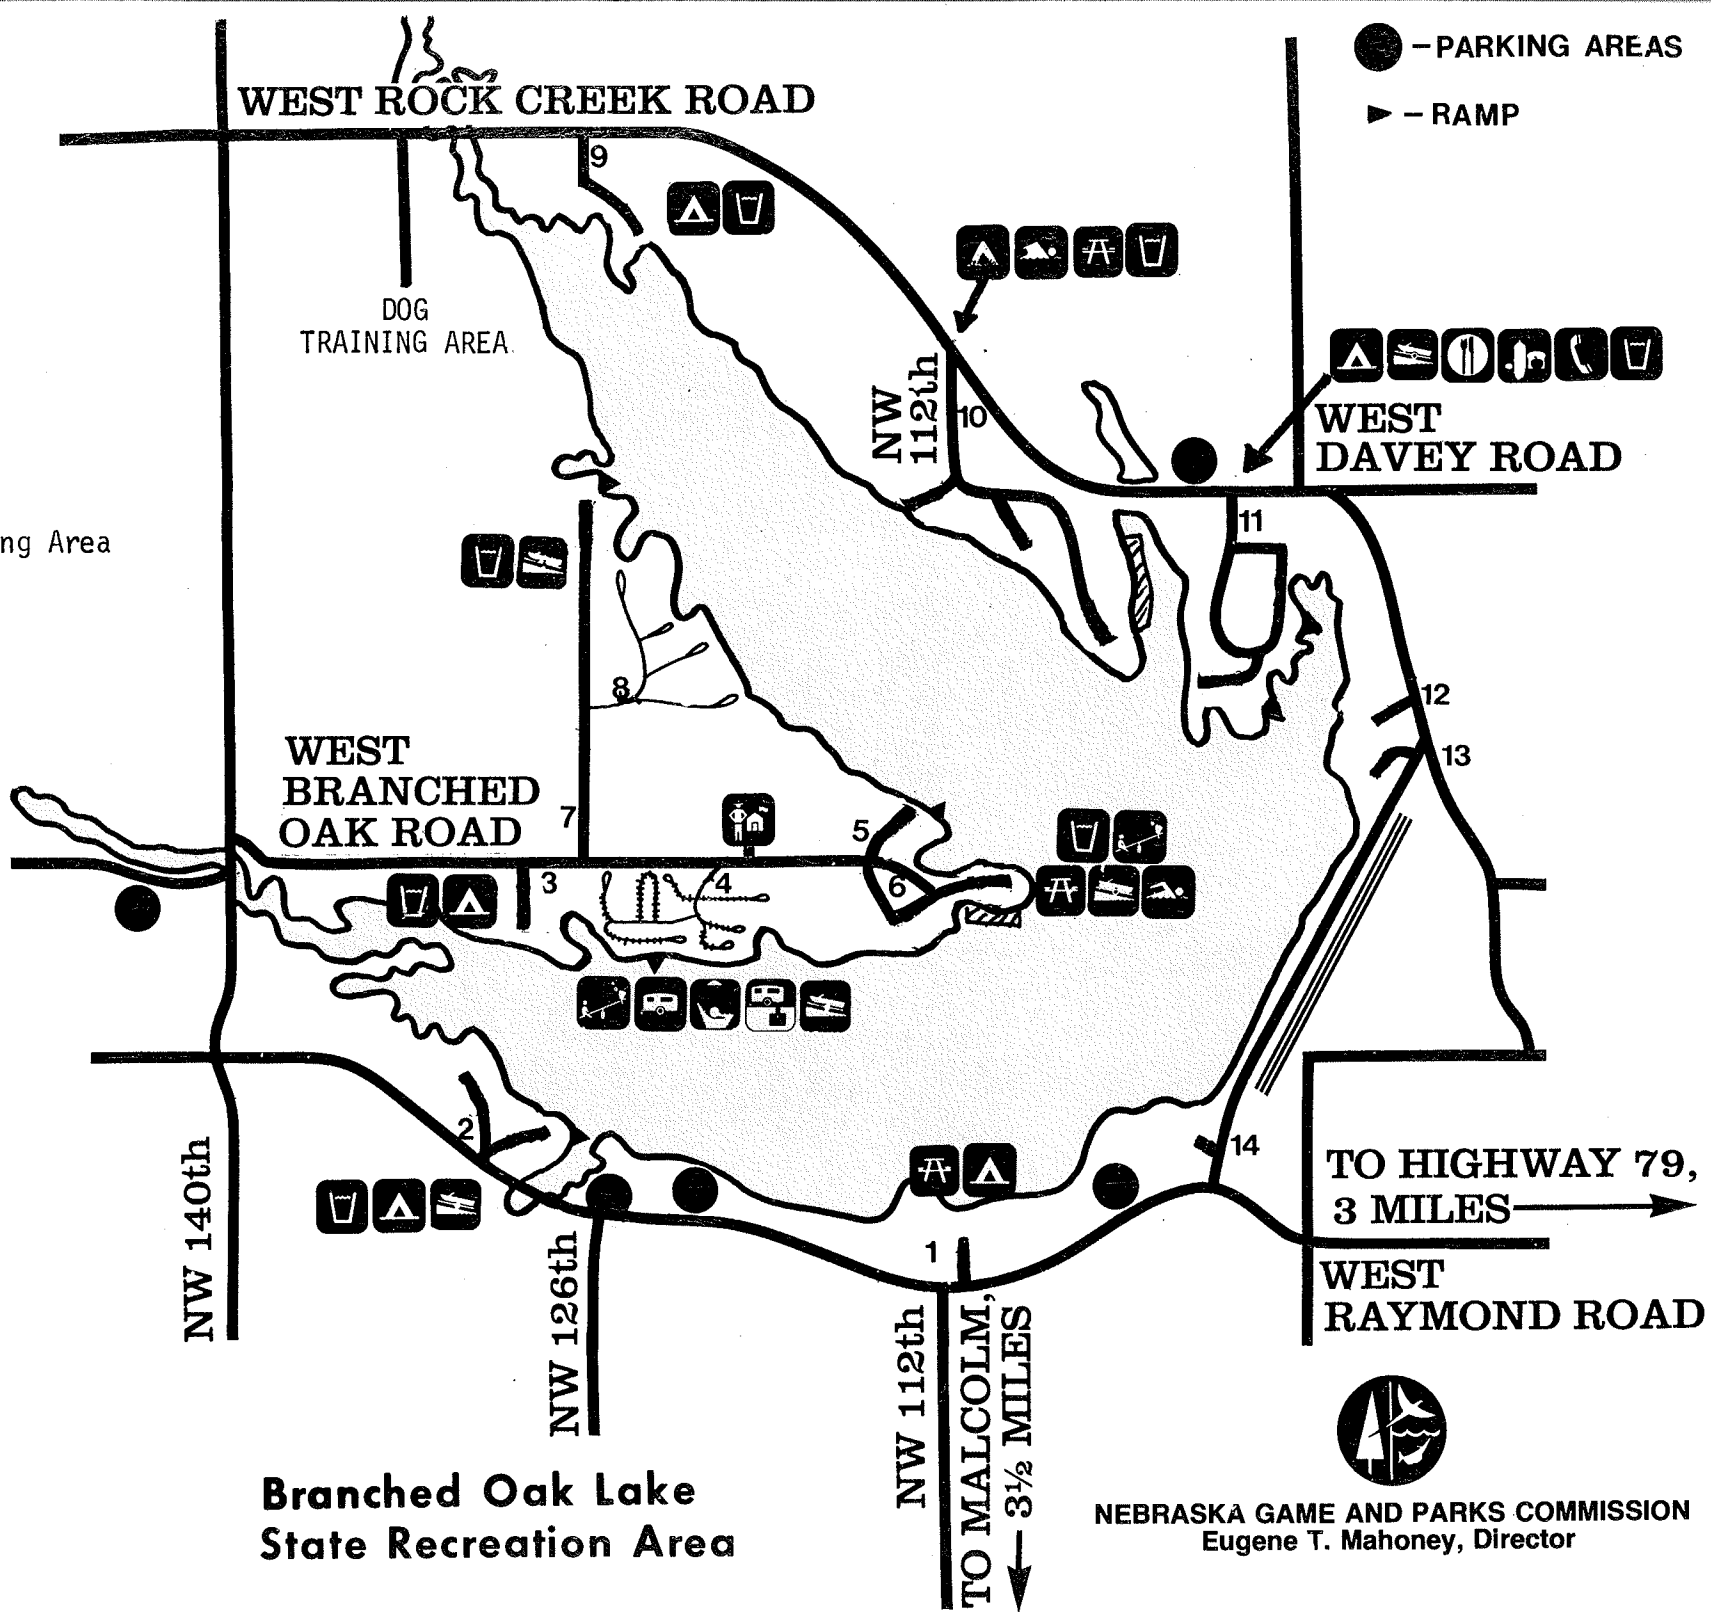 – PARKING AREAS
– RAMP
WEST ROCK CREEK ROAD
9
DOG
TRAINING AREA
NW
112th
10
WEST
DAVEY ROAD
11
ng Area
8
12
13
WEST
BRANCHED
OAK ROAD
7
5
3
4
6
2
14
TO HIGHWAY 79,
3 MILES
NW 140th
NW 126th
1
WEST
RAYMOND ROAD
NW 112th
TO MALCOLM,
3½ MILES
Branched Oak Lake
State Recreation Area
NEBRASKA GAME AND PARKS COMMISSION
Eugene T. Mahoney, Director